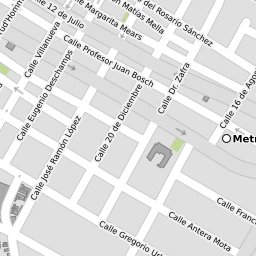 Calle 12 de Julio
Calle Margarita Mears
Matías Mella
del Rosario Sánchez
Calle Villanueva
Calle Profesor Juan Bosch
Calle Eugenio Deschamps
Calle Dr. Zafra
Calle 16 de Agos
Calle 20 de Diciembre
Calle José Ramón López
Metr
Calle Franc
Calle Antera Mota
Calle Gregorio Ur